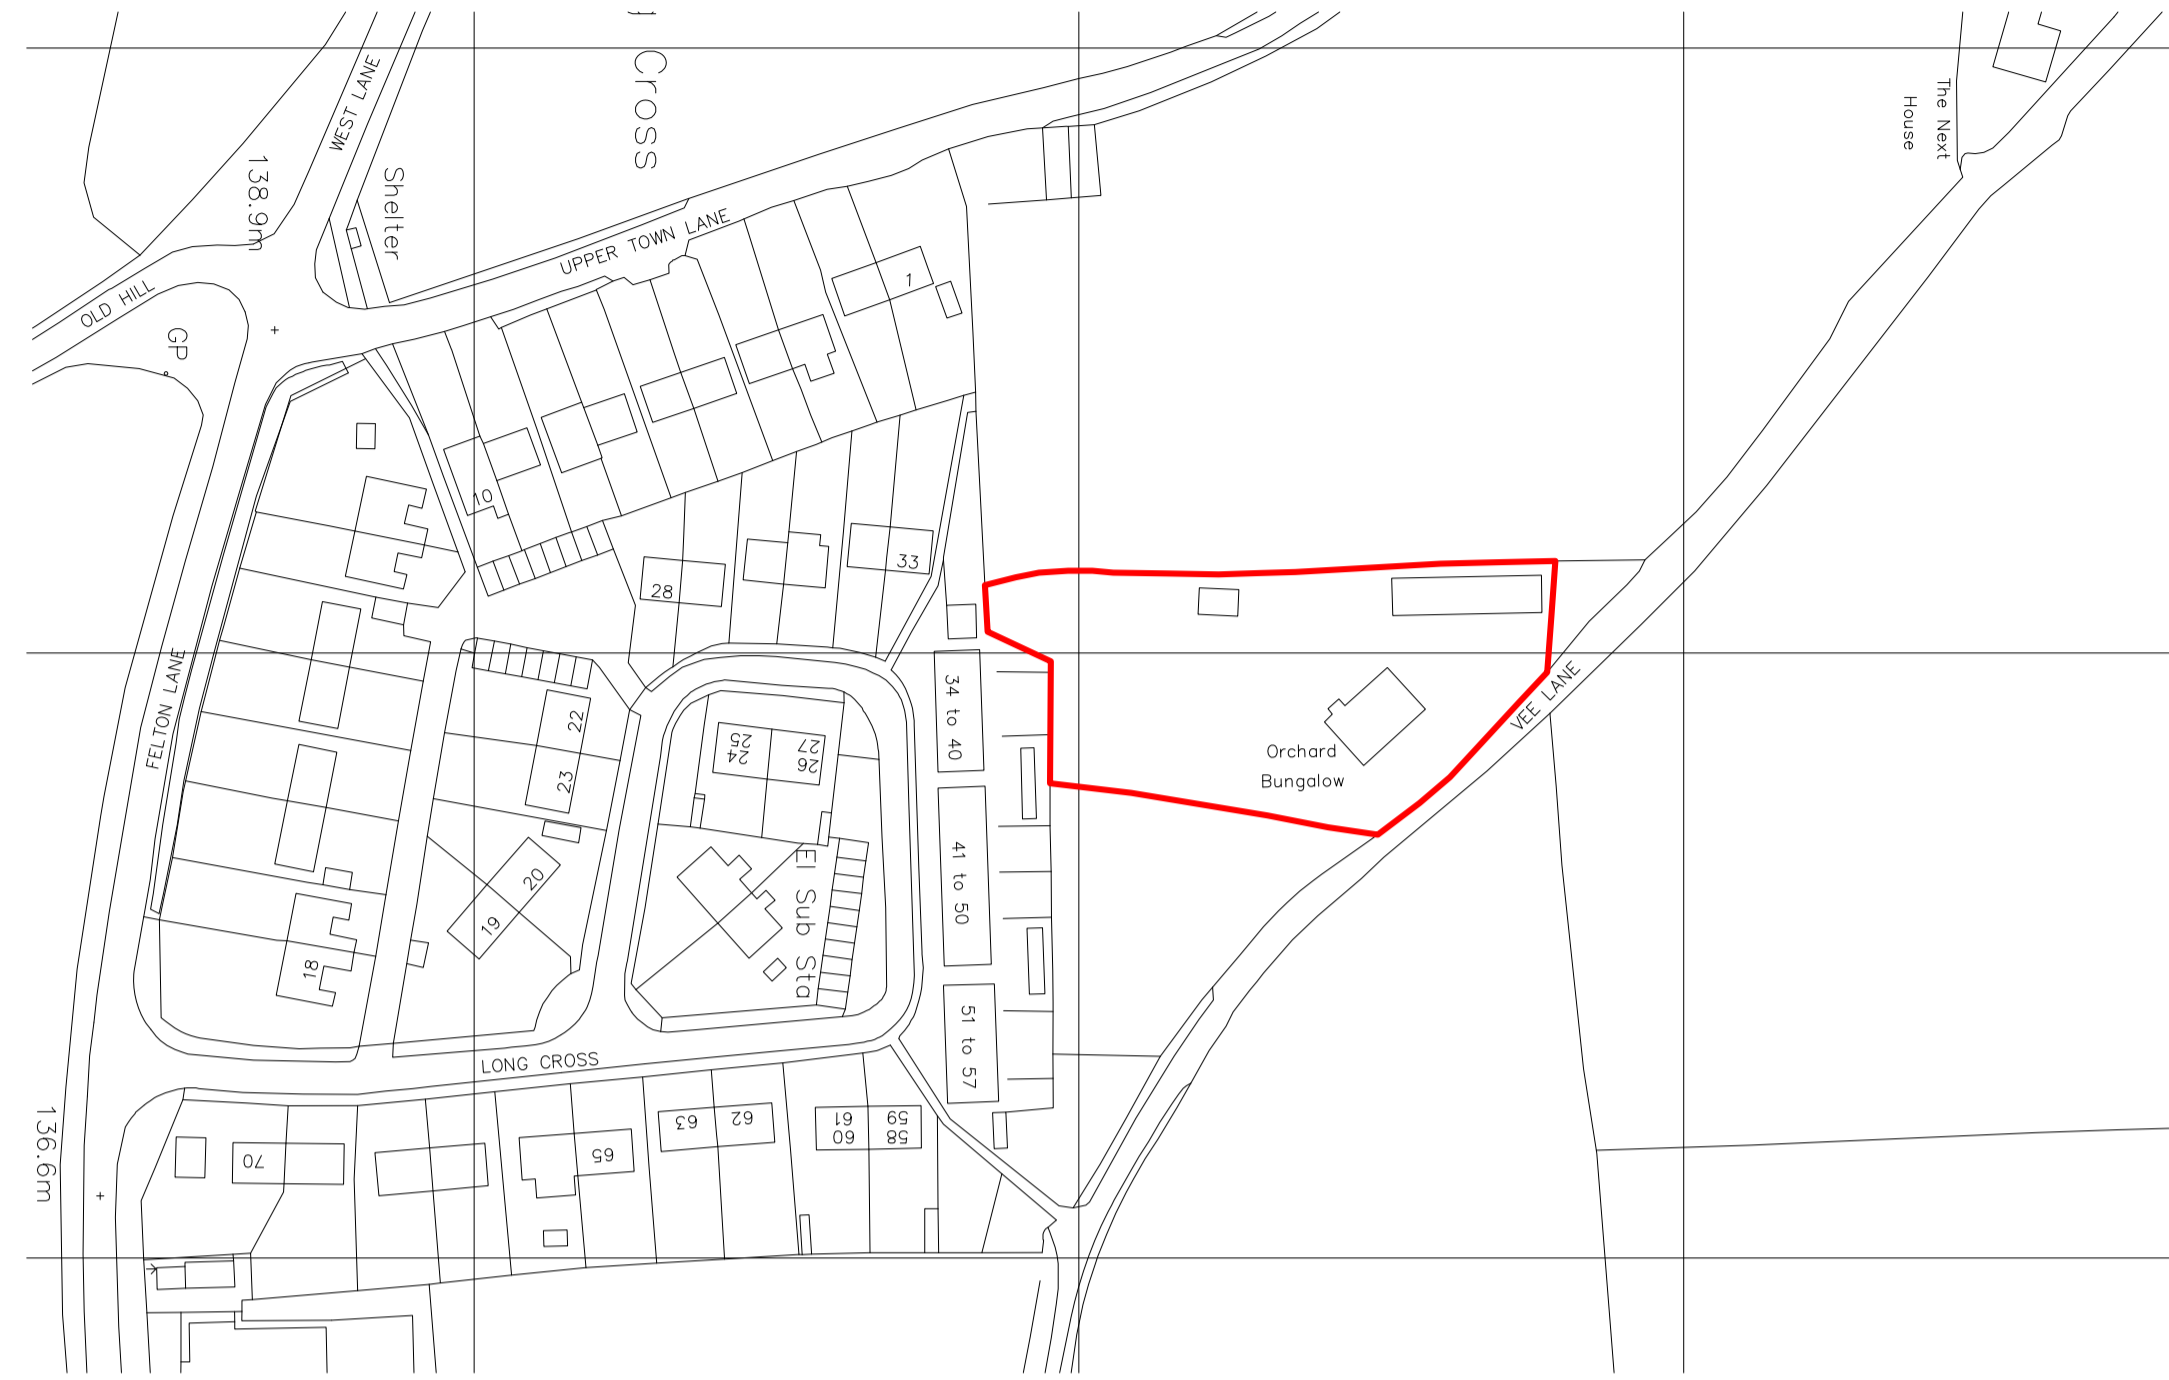 Cross
The Next
House
WEST LANE
138.9m
Shelter
UPPER TOWN LANE
OLD HILL
GP
1
10
33
28
34 to 40
22
23
25
24
27
26
FELTON LANE
VEE LANE
Orchard
Bungalow
41 to 50
El Sub Sta
20
19
18
51 to 57
LONG CROSS
136.6m
63
62
61
60
59
58
65
70